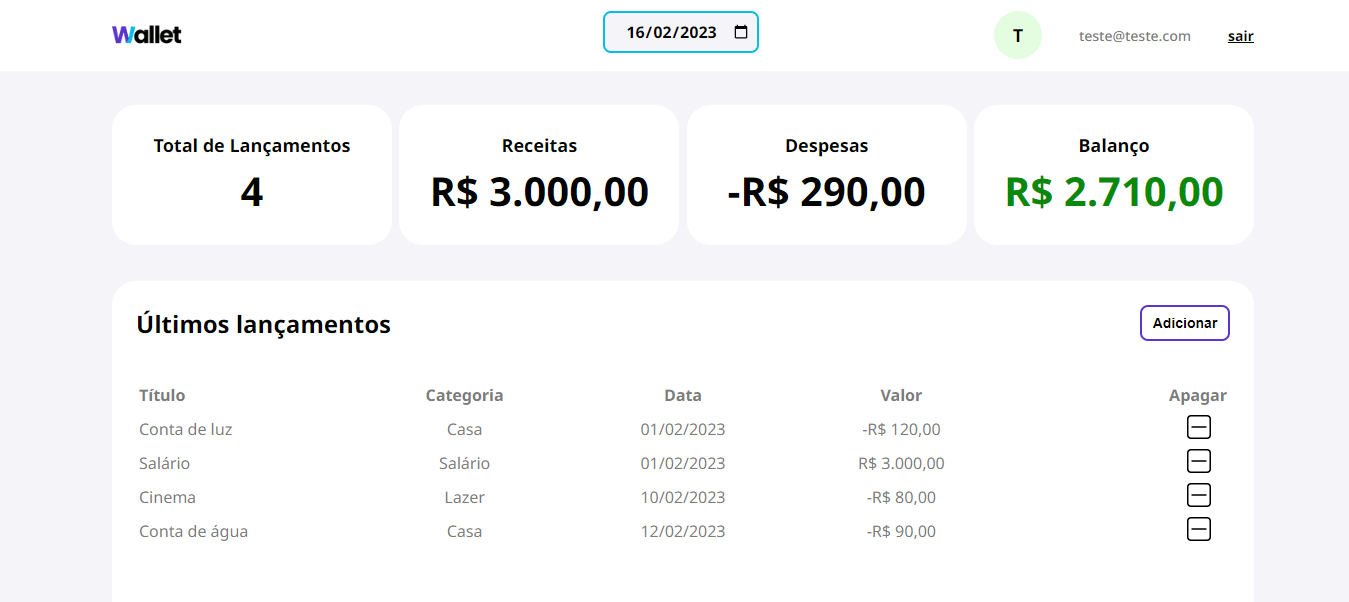 Wallet 16/02/2023 T teste@teste.com sair
Total de Lançamentos Receitas Despesas Balanço
4 R$ 3.000,00 -R$ 290,00 R$ 2.710,00
Últimos lançamentos Adicionar
Título Categoria Data Valor Apagar
Conta de luz Casa 01/02/2023 -R$ 120,00
Salário Salário 01/02/2023 R$ 3.000,00
Cinema Lazer 10/02/2023 -R$ 80,00
Conta de água Casa 12/02/2023 -R$ 90,00